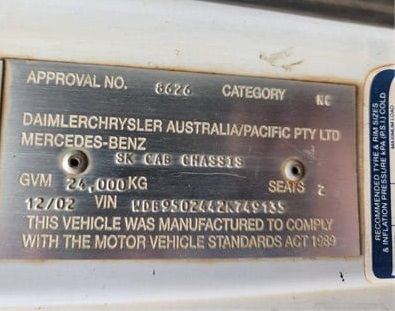 APPROVAL NO. 8626 CATEGORY NC
DAIMLERCHRYSLER AUSTRALIA/PACIFIC PTY LTD
MERCEDES-BENZ
SK CAB CHASSIS
GVM 24,000 KG SEATS 2
12/02 VIN WDB9502442K749135
THIS VEHICLE WAS MANUFACTURED TO COMPLY
WITH THE MOTOR VEHICLE STANDARDS ACT 1989
RECOMMENDED TYRE & RIM SIZES
& INFLATION PRESSURE kPA (P.S.I.) COLD